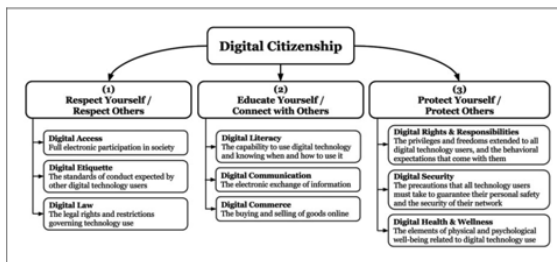 Digital Citizenship
(1)
Respect Yourself /
Respect Others
Digital Access
Full electronic participation in society
Digital Etiquette
The standards of conduct expected by
other digital technology users
Digital Law
The legal rights and restrictions
governing technology use
(2)
Educate Yourself /
Connect with Others
Digital Literacy
The capability to use digital technology
and knowing when and how to use it
Digital Communication
The electronic exchange of information
Digital Commerce
The buying and selling of goods online
(3)
Protect Yourself /
Protect Others
Digital Rights & Responsibilities
The privileges and freedoms extended to all
digital technology users, and the behavioral
expectations that come with them
Digital Security
The precautions that all technology users
must take to guarantee their personal safety
and the security of their network
Digital Health & Wellness
The elements of physical and psychological
well-being related to digital technology use